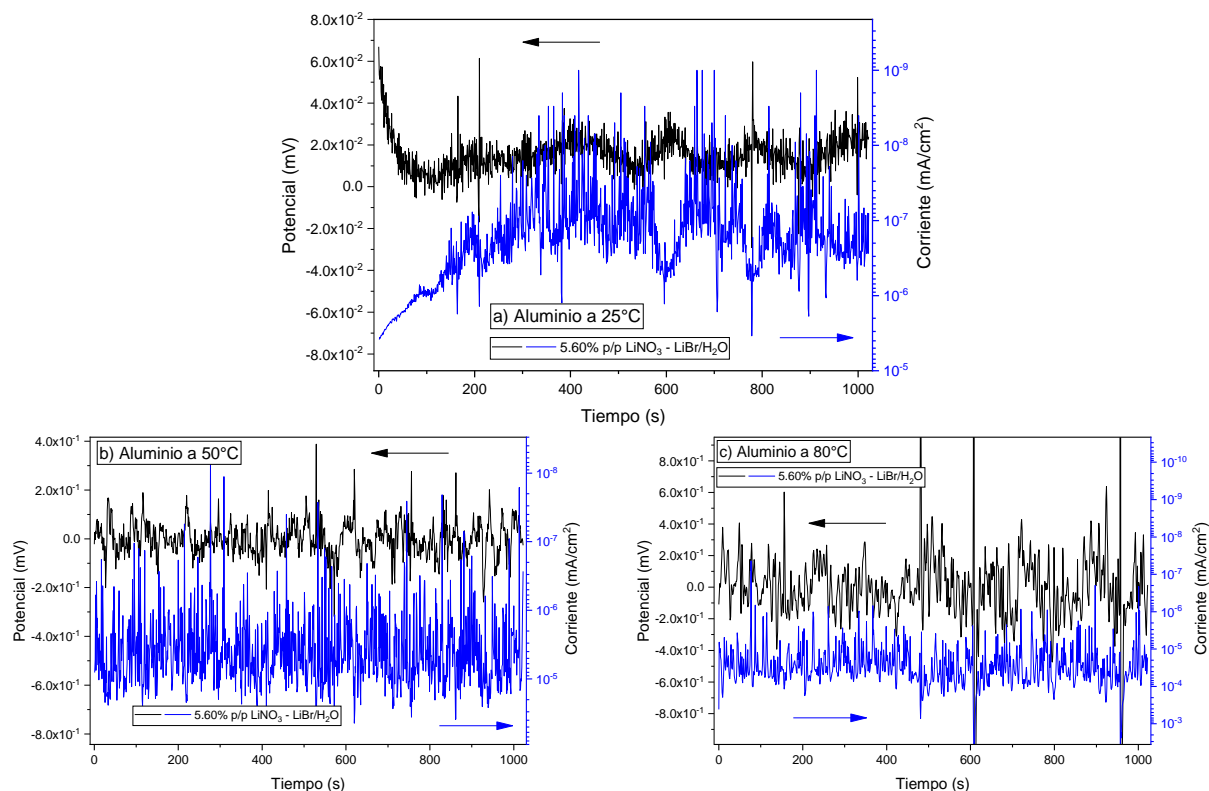 8.0x10⁻²
6.0x10⁻²
4.0x10⁻²
2.0x10⁻²
0.0
-2.0x10⁻²
-4.0x10⁻²
-6.0x10⁻²
-8.0x10⁻²
Potencial (mV)
10⁻⁹
10⁻⁸
10⁻⁷
10⁻⁶
10⁻⁵
Corriente (mA/cm²)
a) Aluminio a 25°C
5.60% p/p LiNO₃ - LiBr/H₂O
0 200 400 600 800 1000
Tiempo (s)
4.0x10⁻¹
2.0x10⁻¹
0.0
-2.0x10⁻¹
-4.0x10⁻¹
-6.0x10⁻¹
-8.0x10⁻¹
Potencial (mV)
b) Aluminio a 50°C
10⁻⁸
10⁻⁷
10⁻⁶
10⁻⁵
Corriente (mA/cm²)
5.60% p/p LiNO₃ - LiBr/H₂O
0 200 400 600 800 1000
Tiempo (s)
8.0x10⁻¹
6.0x10⁻¹
4.0x10⁻¹
2.0x10⁻¹
0.0
-2.0x10⁻¹
-4.0x10⁻¹
-6.0x10⁻¹
-8.0x10⁻¹
Potencial (mV)
c) Aluminio a 80°C
5.60% p/p LiNO₃ - LiBr/H₂O
10⁻¹⁰
10⁻⁹
10⁻⁸
10⁻⁷
10⁻⁶
10⁻⁵
10⁻⁴
10⁻³
Corriente (mA/cm²)
0 200 400 600 800 1000
Tiempo (s)